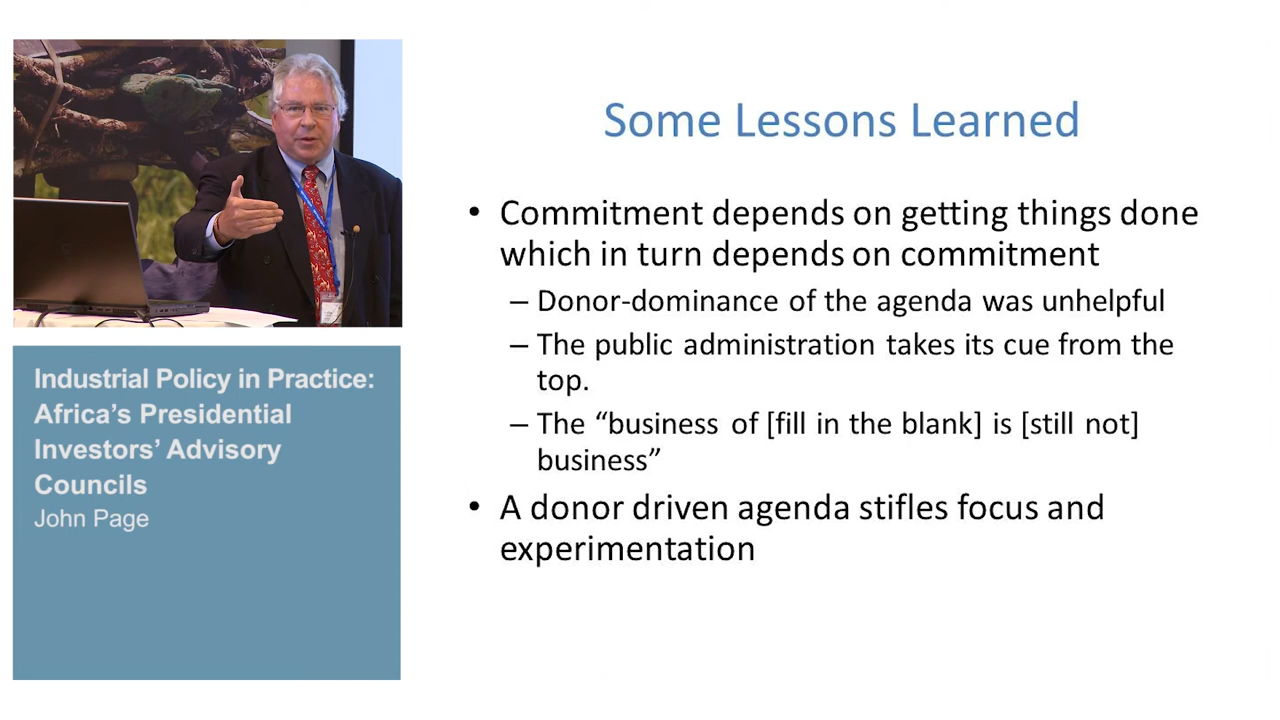 Industrial Policy in Practice:
Africa’s Presidential
Investors’ Advisory
Councils
John Page
Some Lessons Learned
• Commitment depends on getting things done
which in turn depends on commitment
– Donor-dominance of the agenda was unhelpful
– The public administration takes its cue from the
top.
– The “business of [fill in the blank] is [still not]
business”
• A donor driven agenda stifles focus and
experimentation